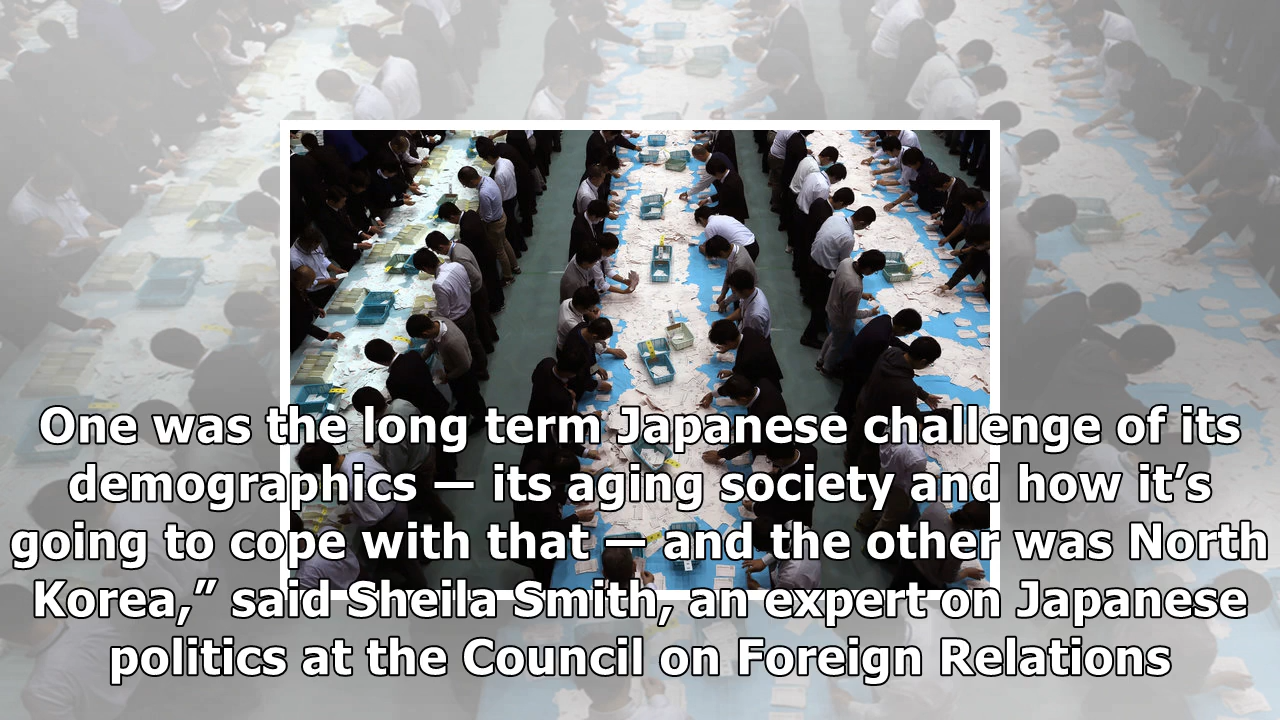 One was the long term Japanese challenge of its
demographics — its aging society and how it’s
going to cope with that — and the other was North
Korea,” said Sheila Smith, an expert on Japanese
politics at the Council on Foreign Relations